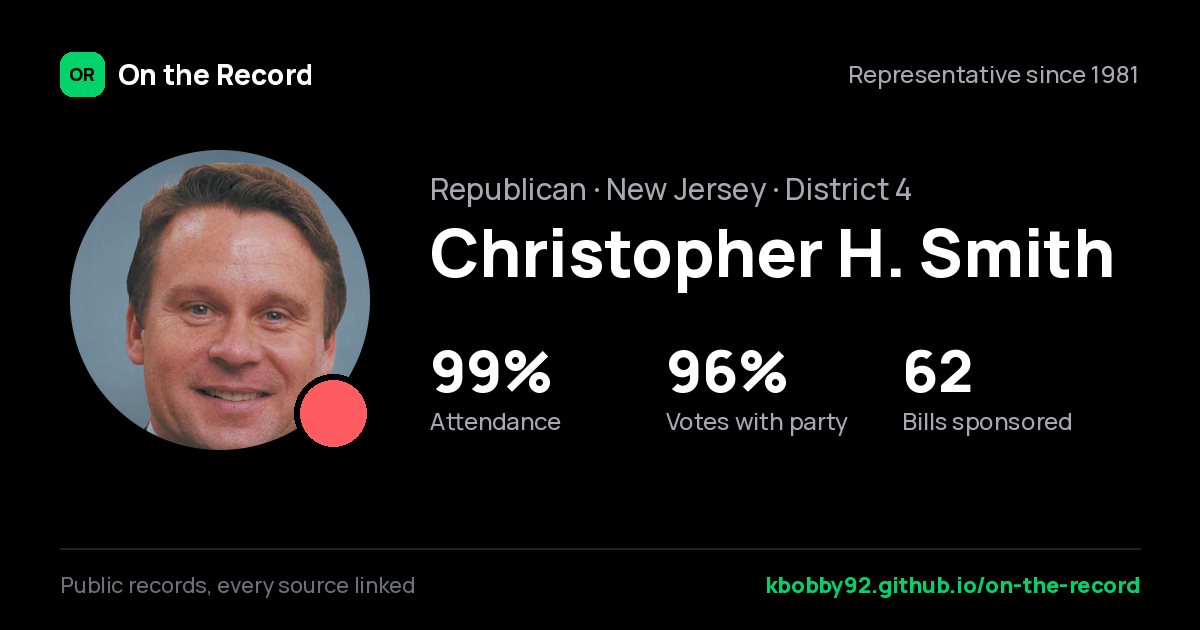 OR On the Record
Representative since 1981
Republican · New Jersey · District 4
Christopher H. Smith
99% 96% 62
Attendance Votes with party Bills sponsored
Public records, every source linked
kbobby92.github.io/on-the-record